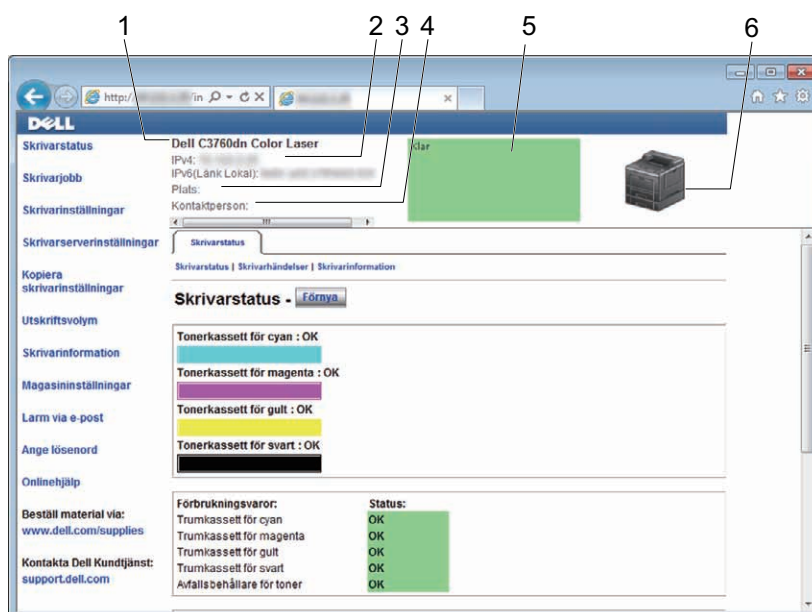 1 2 3 4 5 6
http:// in
DELL
Skrivarstatus
Skrivarjobb
Skrivarinställningar
Skrivarserverinställningar
Kopiera
skrivarinställningar
Utskriftsvolym
Skrivarinformation
Magasininställningar
Larm via e-post
Ange lösenord
Onlinehjälp
Beställ material via:
www.dell.com/supplies
Kontakta Dell Kundtjänst:
support.dell.com
Dell C3760dn Color Laser
IPv4:
IPv6(Länk Lokal):
Plats:
Kontaktperson:
Klar
Skrivarstatus
Skrivarstatus | Skrivarhändelser | Skrivarinformation
Skrivarstatus - Förnya
Tonerkassett för cyan : OK
Tonerkassett för magenta : OK
Tonerkassett för gult : OK
Tonerkassett för svart : OK
Förbrukningsvaror: Status:
Trumkassett för cyan OK
Trumkassett för magenta OK
Trumkassett för gult OK
Trumkassett för svart OK
Avfallsbehållare för toner OK